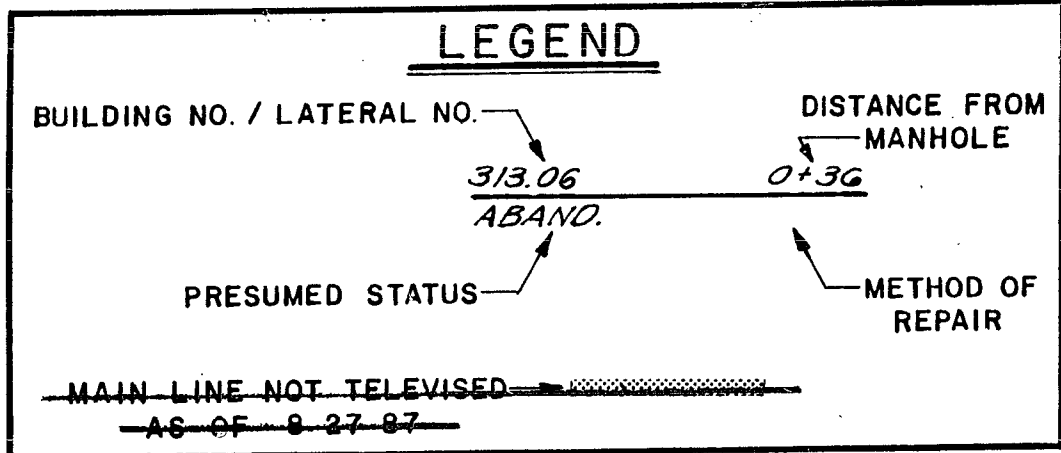 LEGEND
BUILDING NO. / LATERAL NO.
DISTANCE FROM
MANHOLE
313.06 0+36
ABAND.
PRESUMED STATUS
METHOD OF
REPAIR
MAIN LINE NOT TELEVISED
AS OF 8 27 87